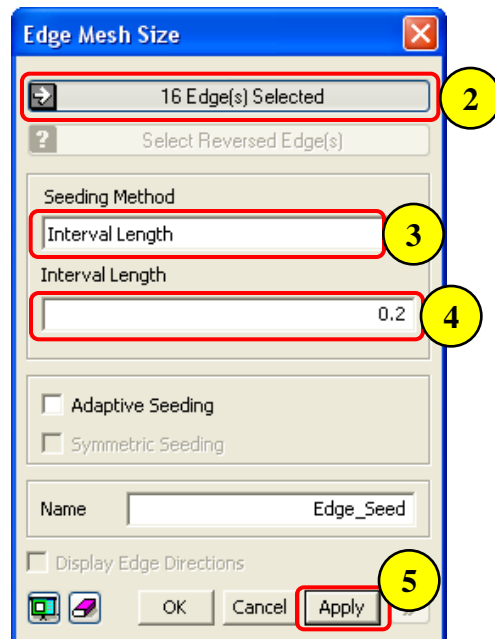 Edge Mesh Size
16 Edge(s) Selected
2
? Select Reversed Edge(s)
Seeding Method
Interval Length
3
Interval Length
0.2
4
Adaptive Seeding
Symmetric Seeding
Name Edge_Seed
Display Edge Directions
5
OK Cancel Apply